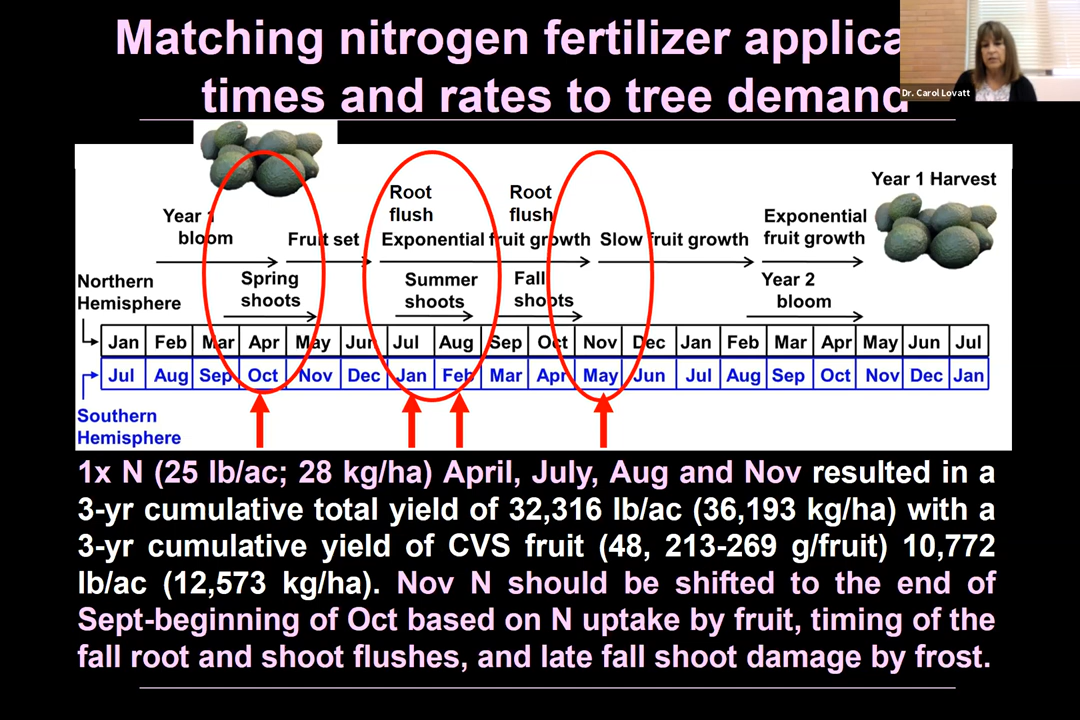 Matching nitrogen fertilizer applica
times and rates to tree demand
Dr. Carol Lovatt
Year 1 Harvest
Root
flush
Root
flush
Year 1
bloom
Fruit set
Exponential fruit growth
Slow fruit growth
Exponential
fruit growth
Northern
Hemisphere
Spring
shoots
Summer
shoots
Fall
shoots
Year 2
bloom
Jan Feb Mar Apr May Jun Jul Aug Sep Oct Nov Dec Jan Feb Mar Apr May Jun Jul
Jul Aug Sep Oct Nov Dec Jan Feb Mar Apr May Jun Jul Aug Sep Oct Nov Dec Jan
Southern
Hemisphere
1x N (25 lb/ac; 28 kg/ha) April, July, Aug and Nov resulted in a
3-yr cumulative total yield of 32,316 lb/ac (36,193 kg/ha) with a
3-yr cumulative yield of CVS fruit (48, 213-269 g/fruit) 10,772
lb/ac (12,573 kg/ha). Nov N should be shifted to the end of
Sept-beginning of Oct based on N uptake by fruit, timing of the
fall root and shoot flushes, and late fall shoot damage by frost.